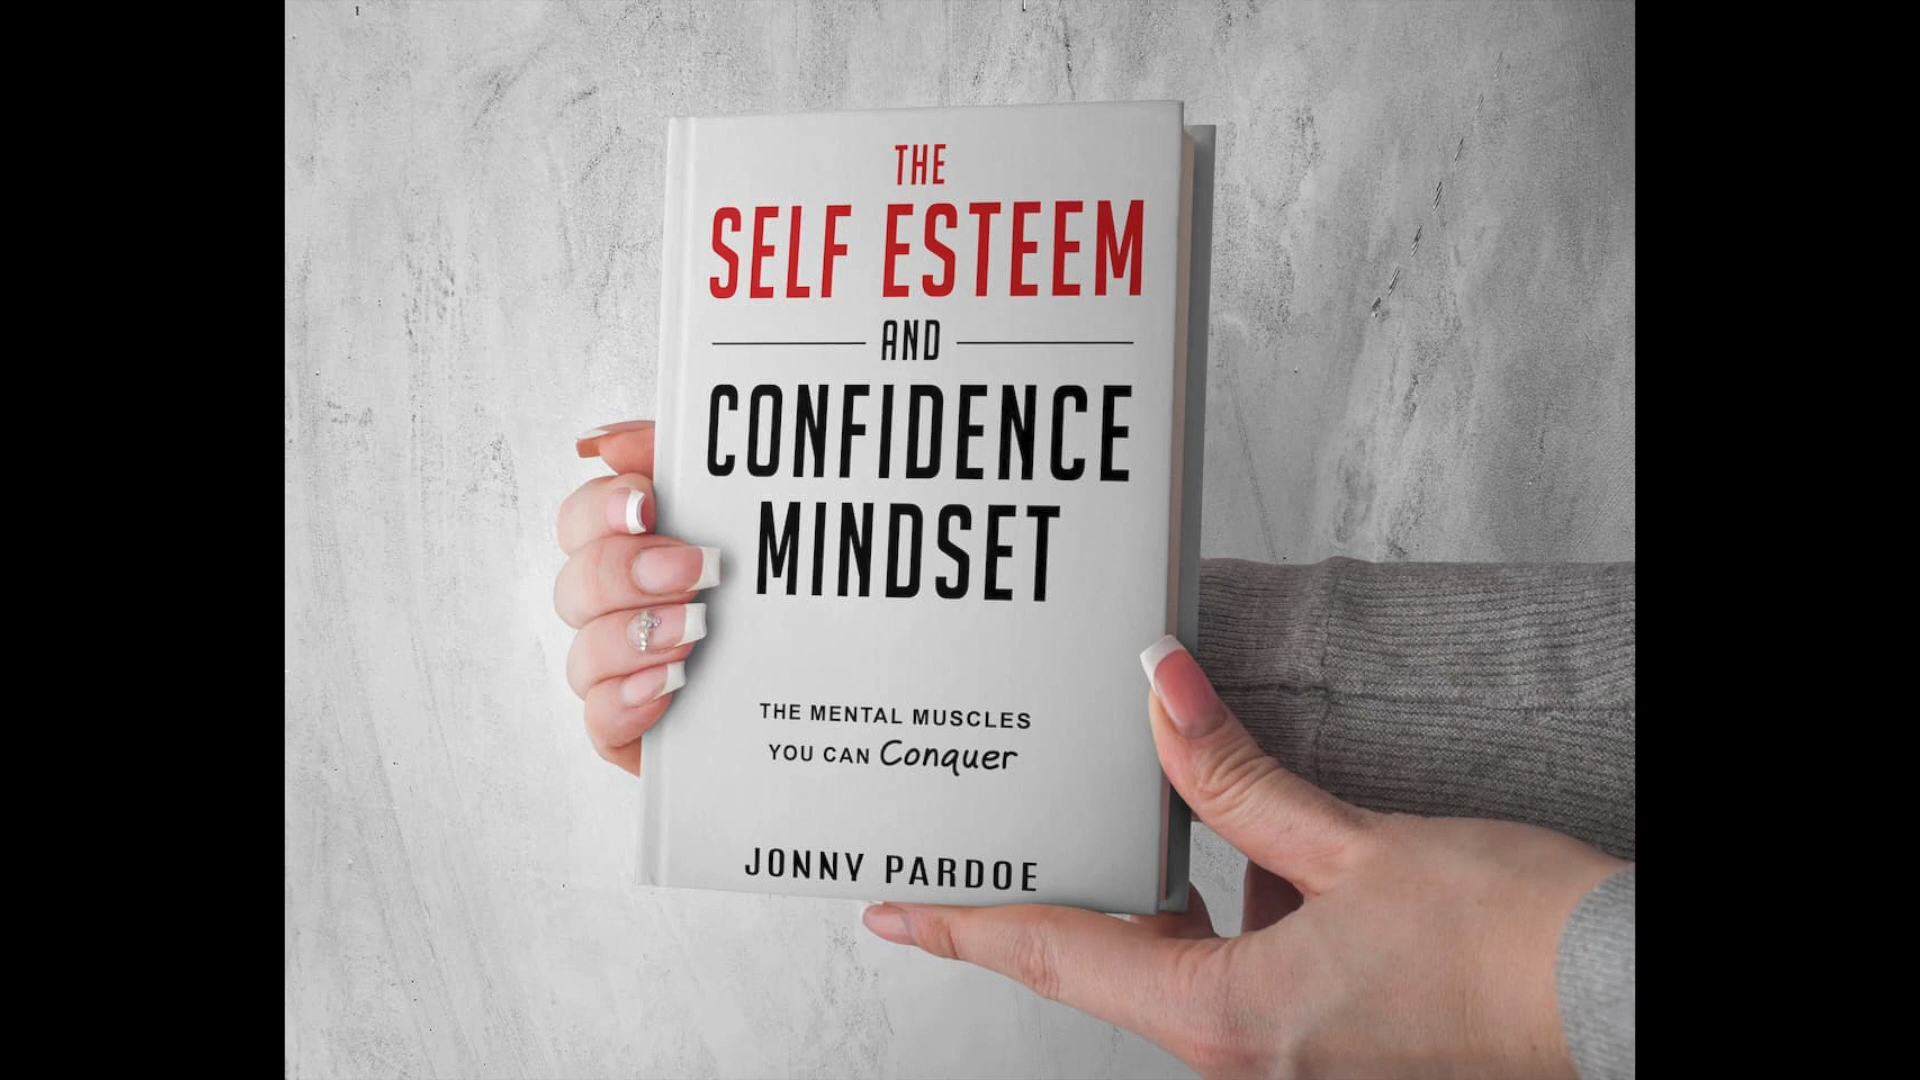 THE
SELF ESTEEM
AND
CONFIDENCE
MINDSET
THE MENTAL MUSCLES
YOU CAN Conquer
JONNY PARDOE